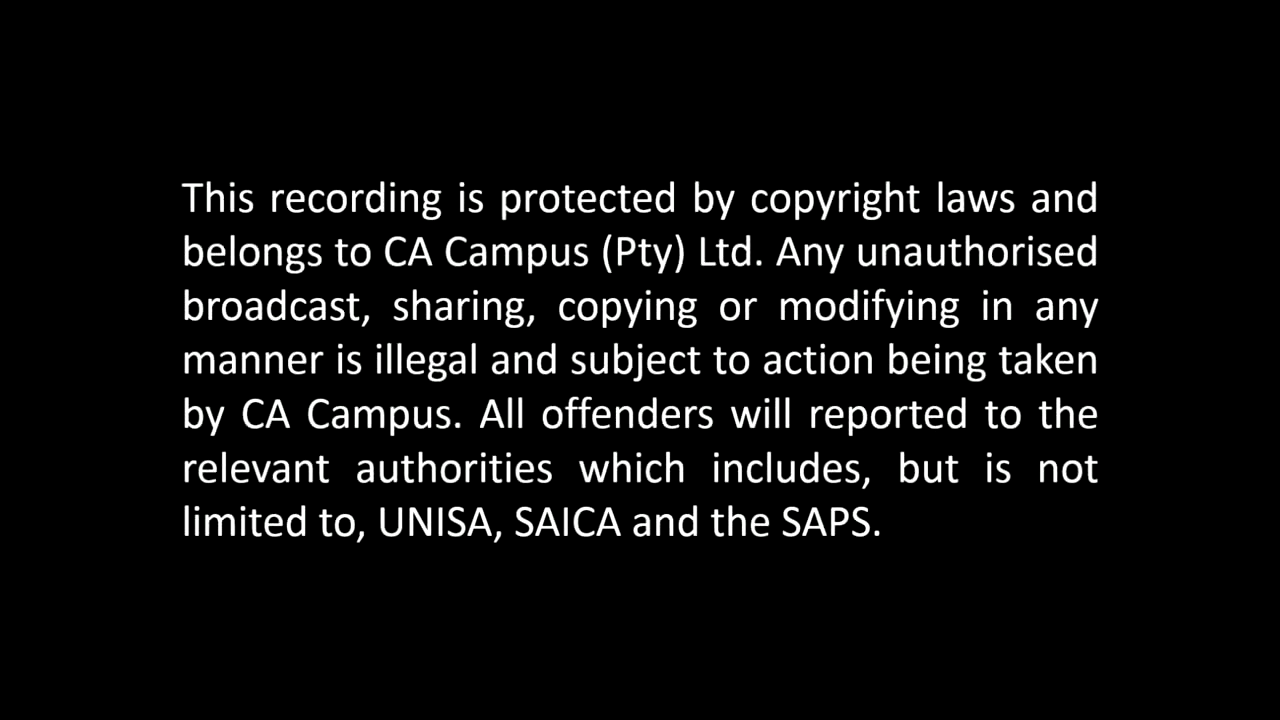 This recording is protected by copyright laws and
belongs to CA Campus (Pty) Ltd. Any unauthorised
broadcast, sharing, copying or modifying in any
manner is illegal and subject to action being taken
by CA Campus. All offenders will reported to the
relevant authorities which includes, but is not
limited to, UNISA, SAICA and the SAPS.